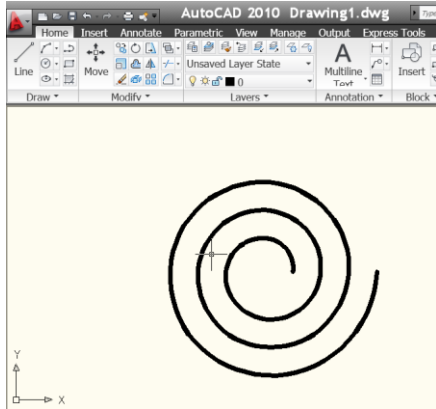 AutoCAD 2010 Drawing1.dwg
Type
Home Insert Annotate Parametric View Manage Output Express Tools
Line
Move
Unsaved Layer State
0
Multiline
Text
Insert
Draw Modify Layers Annotation Block
Y
X